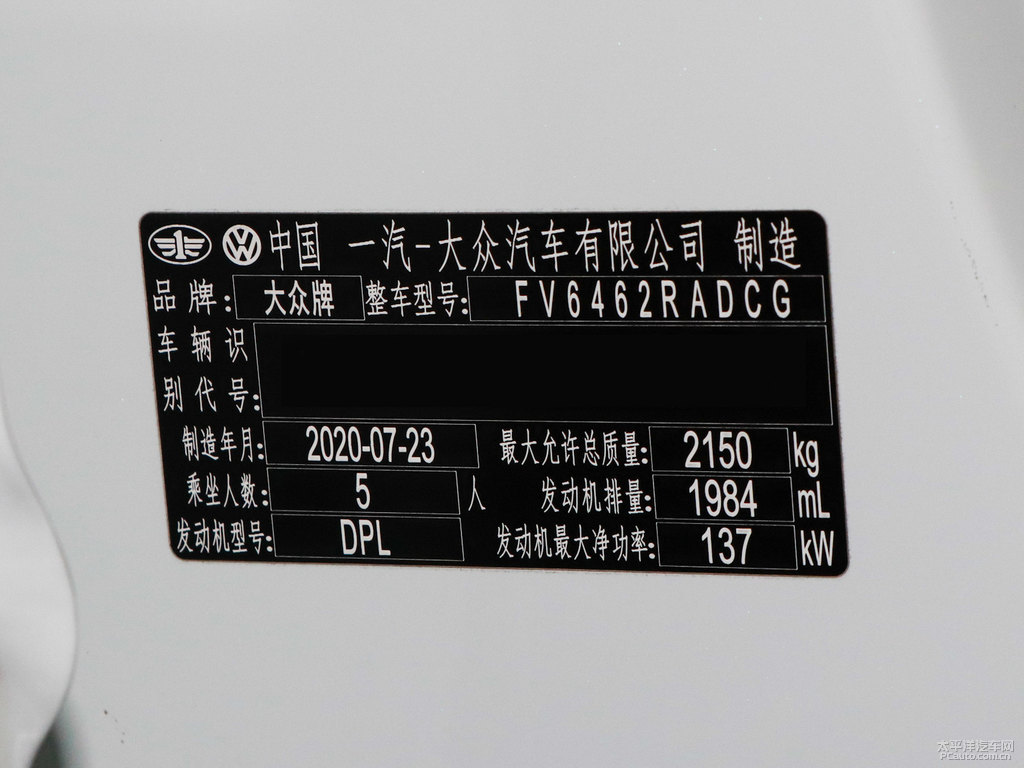 中国 一汽-大众汽车有限公司 制造
品牌: 大众牌 整车型号: FV6462RADCG
车辆识
别代号:
制造年月: 2020-07-23 最大允许总质量: 2150 kg
乘坐人数: 5 人 发动机排量: 1984 mL
发动机型号: DPL 发动机最大净功率: 137 kW
太平洋汽车网
PCauto.com.cn